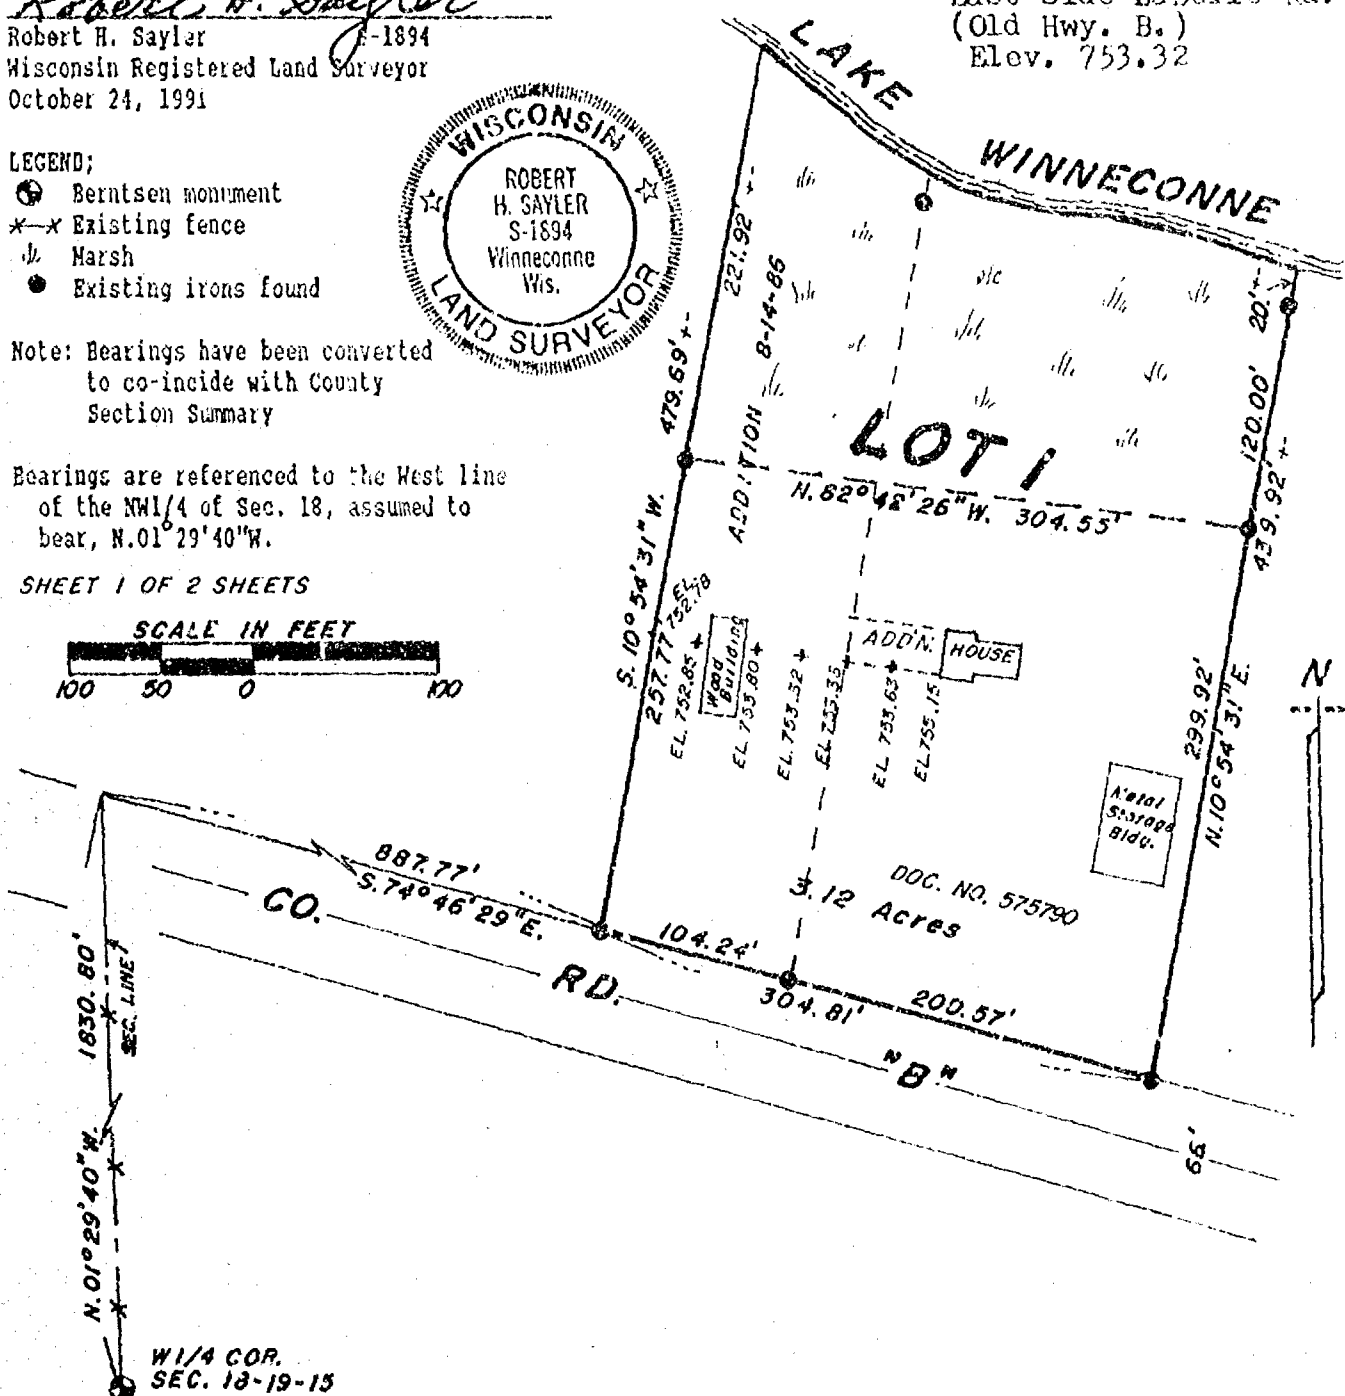 Robert H. Sayler
Robert H. Sayler S-1894
Wisconsin Registered Land Surveyor
October 24, 1991
East Side
(Old Hwy. B.)
Elev. 753.32
LEGEND;
Berntsen monument
Existing fence
Marsh
Existing irons found
WISCONSIN
LAND SURVEYOR
ROBERT
H. SAYLER
S-1894
Winneconne
Wis.
Note: Bearings have been converted
to co-incide with County
Section Summary
Bearings are referenced to the West line
of the NW1/4 of Sec. 18, assumed to
bear, N.01°29'40"W.
SHEET 1 OF 2 SHEETS
SCALE IN FEET
100 50 0 100
LAKE
WINNECONNE
221.92' +-
479.69' +-
ADDITION 8-14-86
20' +-
120.00'
439.92' +-
LOT 1
N. 82° 48' 26" W. 304.55'
S. 10° 54' 31" W.
257.77'
EL. 752.78
EL. 752.85
Wood
Building
EL 753.80
EL 753.32
EL 753.35
EL 753.63
EL 755.15
ADD'N.
HOUSE
299.92'
N. 10° 54' 31" E.
N
Metal
Storage
Bldg.
DOC. NO. 575790
3.12 Acres
887.77'
S. 74° 46' 29" E.
104.24'
304.81'
200.57'
CO.
RD.
"B"
66'
1830.80'
SEC. LINE
N. 01° 29' 40" W.
W1/4 COR.
SEC. 18-19-15